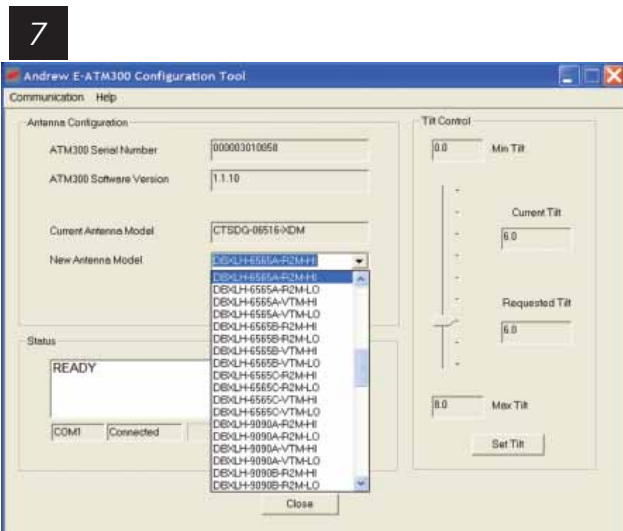 7
Andrew E-ATM300 Configuration Tool
Communication Help
Antenna Configuration
ATM300 Serial Number 000003010058
ATM300 Software Version 1.1.10
Current Antenna Model CTSDG-06516-XDM
New Antenna Model DBXLH-6565A-R2M-HI
DBXLH-6565A-R2M-HI
DBXLH-6565A-R2M-LO
DBXLH-6565A-VTM-HI
DBXLH-6565A-VTM-LO
DBXLH-6565B-R2M-HI
DBXLH-6565B-R2M-LO
DBXLH-6565B-VTM-HI
DBXLH-6565B-VTM-LO
DBXLH-6565C-R2M-HI
DBXLH-6565C-R2M-LO
DBXLH-6565C-VTM-HI
DBXLH-6565C-VTM-LO
DBXLH-9090A-R2M-HI
DBXLH-9090A-R2M-LO
DBXLH-9090A-VTM-HI
DBXLH-9090A-VTM-LO
DBXLH-9090B-R2M-HI
DBXLH-9090B-R2M-LO
Status
READY
COM1 Connected
Close
Tilt Control
0.0 Min Tilt
Current Tilt
6.0
Requested Tilt
6.0
8.0 Max Tilt
Set Tilt